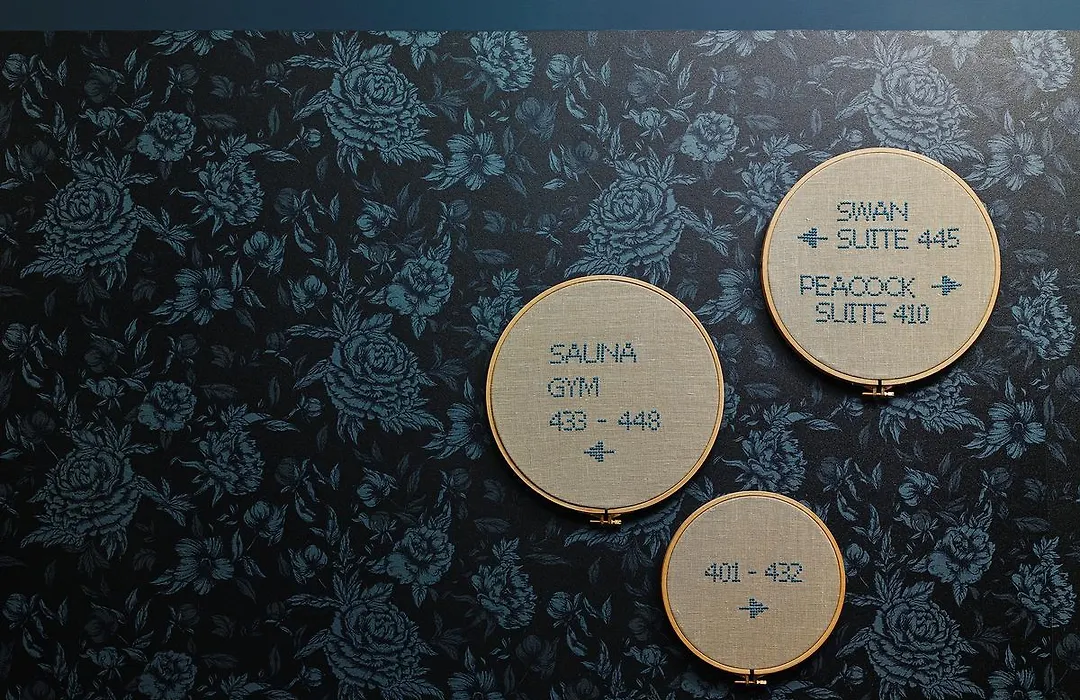 SWAN
SUITE 445
PEACOCK
SUITE 410
SAUNA
GYM
433 - 448
401 - 432